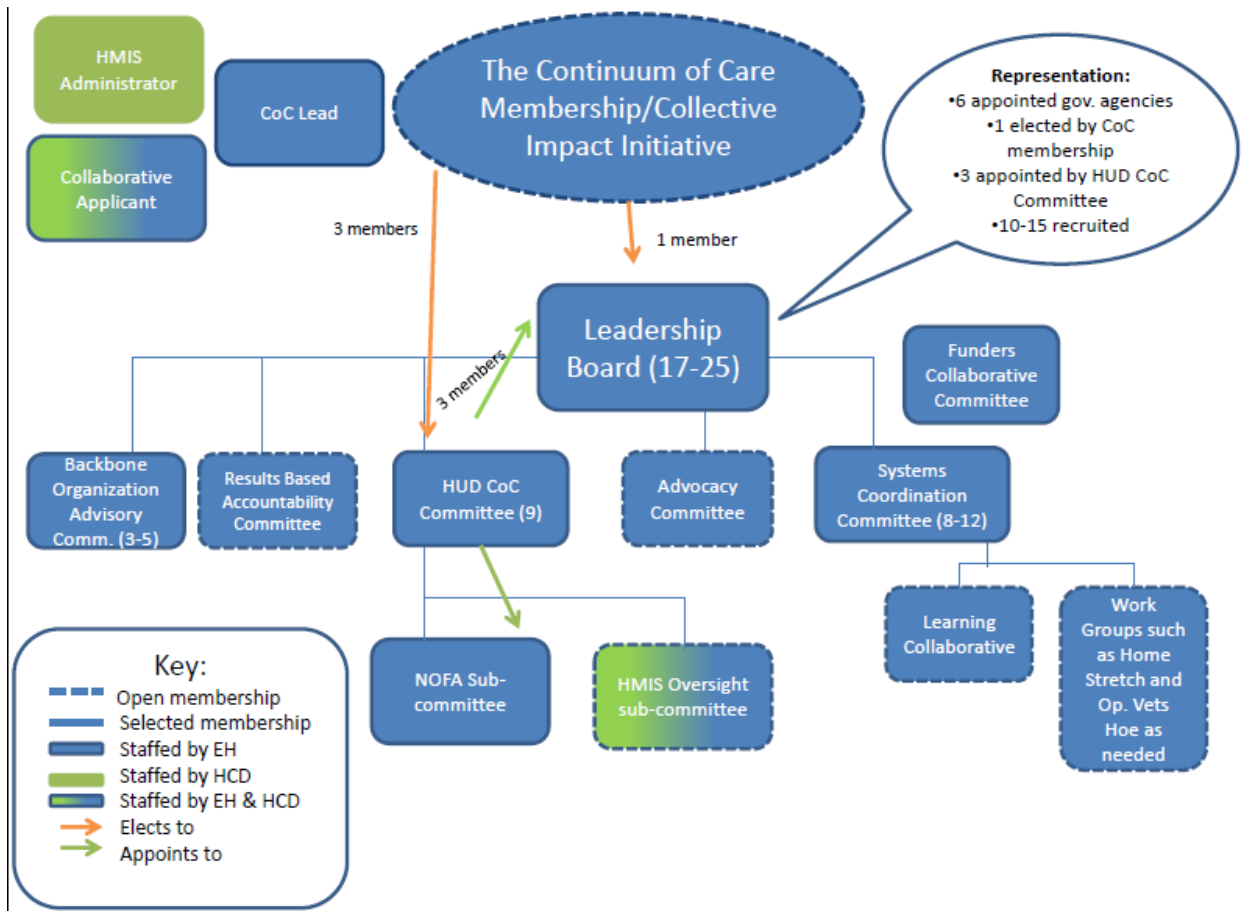 HMIS
Administrator
CoC Lead
Collaborative
Applicant
The Continuum of Care
Membership/Collective
Impact Initiative
Representation:
•6 appointed gov. agencies
•1 elected by CoC
membership
•3 appointed by HUD CoC
Committee
•10-15 recruited
3 members
1 member
3 members
Leadership
Board (17-25)
Funders
Collaborative
Committee
Backbone
Organization
Advisory
Comm. (3-5)
Results Based
Accountability
Committee
HUD CoC
Committee (9)
Advocacy
Committee
Systems
Coordination
Committee (8-12)
NOFA Sub-
committee
HMIS Oversight
sub-committee
Learning
Collaborative
Work
Groups such
as Home
Stretch and
Op. Vets
Hoe as
needed
Key:
Open membership
Selected membership
Staffed by EH
Staffed by HCD
Staffed by EH & HCD
Elects to
Appoints to